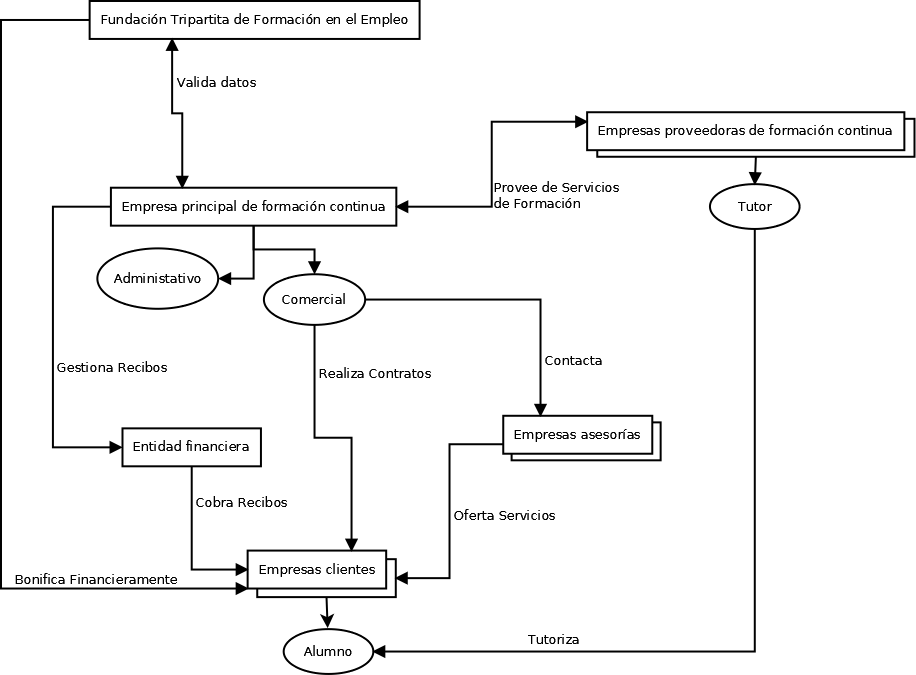 Fundación Tripartita de Formación en el Empleo
Valida datos
Empresas proveedoras de formación continua
Provee de Servicios
de Formación
Empresa principal de formación continua
Tutor
Administativo
Comercial
Gestiona Recibos
Realiza Contratos
Contacta
Empresas asesorías
Entidad financiera
Cobra Recibos
Oferta Servicios
Empresas clientes
Bonifica Financieramente
Tutoriza
Alumno